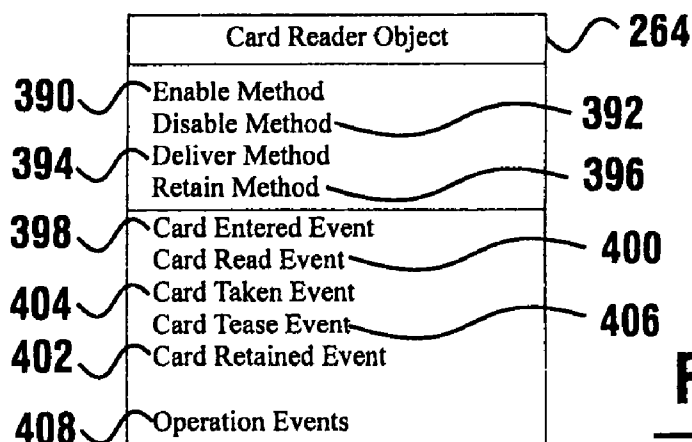 Card Reader Object 264
390 Enable Method
Disable Method 392
394 Deliver Method
Retain Method 396
398 Card Entered Event
Card Read Event 400
404 Card Taken Event
Card Tease Event 406
402 Card Retained Event
408 Operation Events